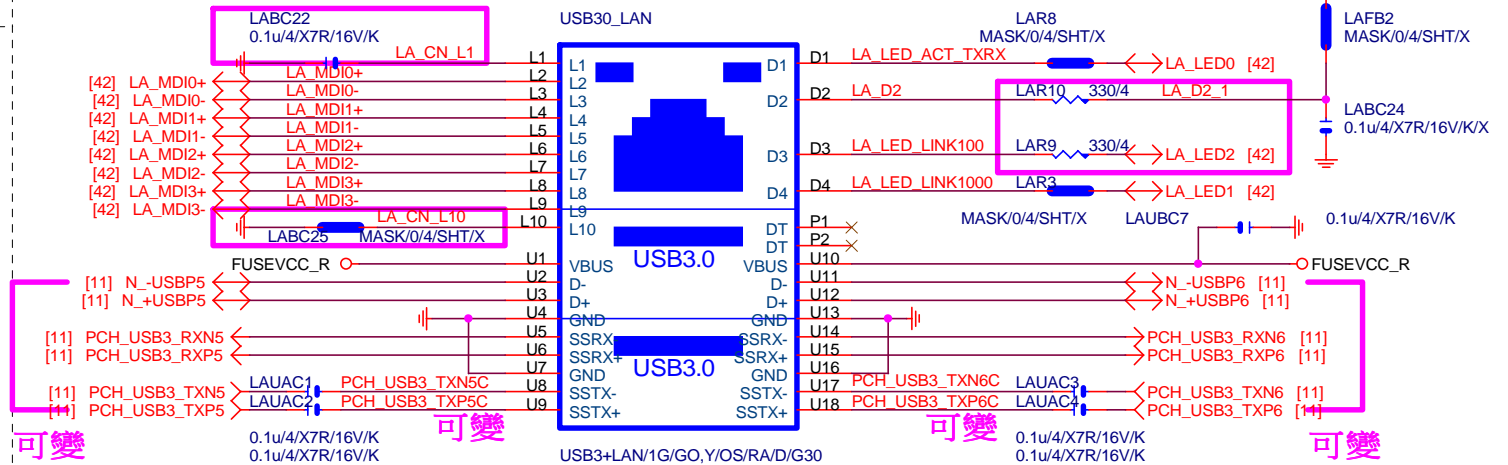 LABC22
0.1u/4/X7R/16V/K
USB30_LAN
LAR8
MASK/0/4/SHT/X
LAFB2
MASK/0/4/SHT/X
LA_CN_L1 L1 L1 D1 D1 LA_LED_ACT_TXRX LA_LED0 [42]
[42] LA_MDI0+ LA_MDI0+ L2 L2
[42] LA_MDI0- LA_MDI0- L3 L3 D2 D2 LA_D2 LAR10 330/4 LA_D2_1
[42] LA_MDI1+ LA_MDI1+ L4 L4
LABC24
0.1u/4/X7R/16V/K/X
[42] LA_MDI1- LA_MDI1- L5 L5
[42] LA_MDI2+ LA_MDI2+ L6 L6 D3 D3 LA_LED_LINK100 LAR9 330/4 LA_LED2 [42]
[42] LA_MDI2- LA_MDI2- L7 L7
[42] LA_MDI3+ LA_MDI3+ L8 L8 D4 D4 LA_LED_LINK1000 LAR3 LA_LED1 [42]
[42] LA_MDI3- LA_MDI3- L9 L9
MASK/0/4/SHT/X LAUBC7 0.1u/4/X7R/16V/K
LA_CN_L10 L10 L10 DT P1
LABC25 MASK/0/4/SHT/X DT P2
FUSEVCC_R U1 VBUS USB3.0 VBUS U10 FUSEVCC_R
[11] N_-USBP5 U2 D- D- U11 N_-USBP6 [11]
[11] N_+USBP5 U3 D+ D+ U12 N_+USBP6 [11]
U4 GND GND U13
[11] PCH_USB3_RXN5 U5 SSRX- SSRX- U14 PCH_USB3_RXN6 [11]
[11] PCH_USB3_RXP5 U6 SSRX+ SSRX+ U15 PCH_USB3_RXP6 [11]
U7 GND USB3.0 GND U16
[11] PCH_USB3_TXN5 LAUAC1 PCH_USB3_TXN5C U8 SSTX- SSTX- U17 PCH_USB3_TXN6C LAUAC3 PCH_USB3_TXN6 [11]
[11] PCH_USB3_TXP5 LAUAC2 PCH_USB3_TXP5C U9 SSTX+ SSTX+ U18 PCH_USB3_TXP6C LAUAC4 PCH_USB3_TXP6 [11]
可變 可變 可變 可變
0.1u/4/X7R/16V/K 0.1u/4/X7R/16V/K
0.1u/4/X7R/16V/K USB3+LAN/1G/GO,Y/OS/RA/D/G30 0.1u/4/X7R/16V/K